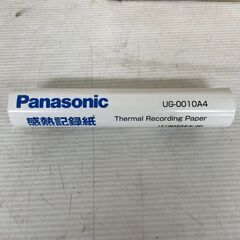 Panasonic
UG-0010A4
感熱記録紙
Thermal Recording Paper